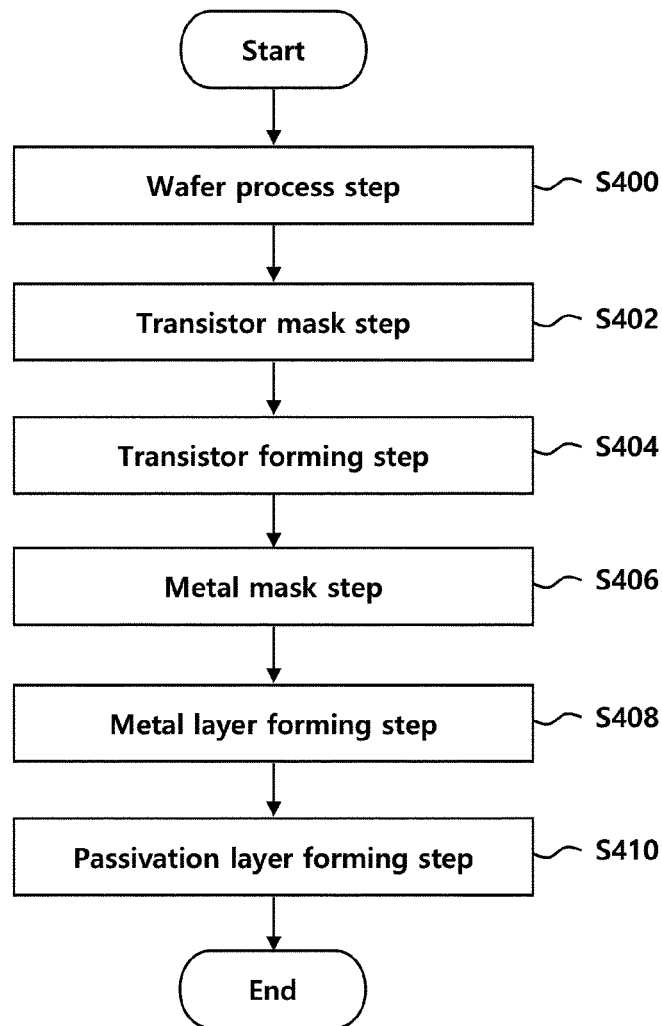 Start
Wafer process step
S400
Transistor mask step
S402
Transistor forming step
S404
Metal mask step
S406
Metal layer forming step
S408
Passivation layer forming step
S410
End